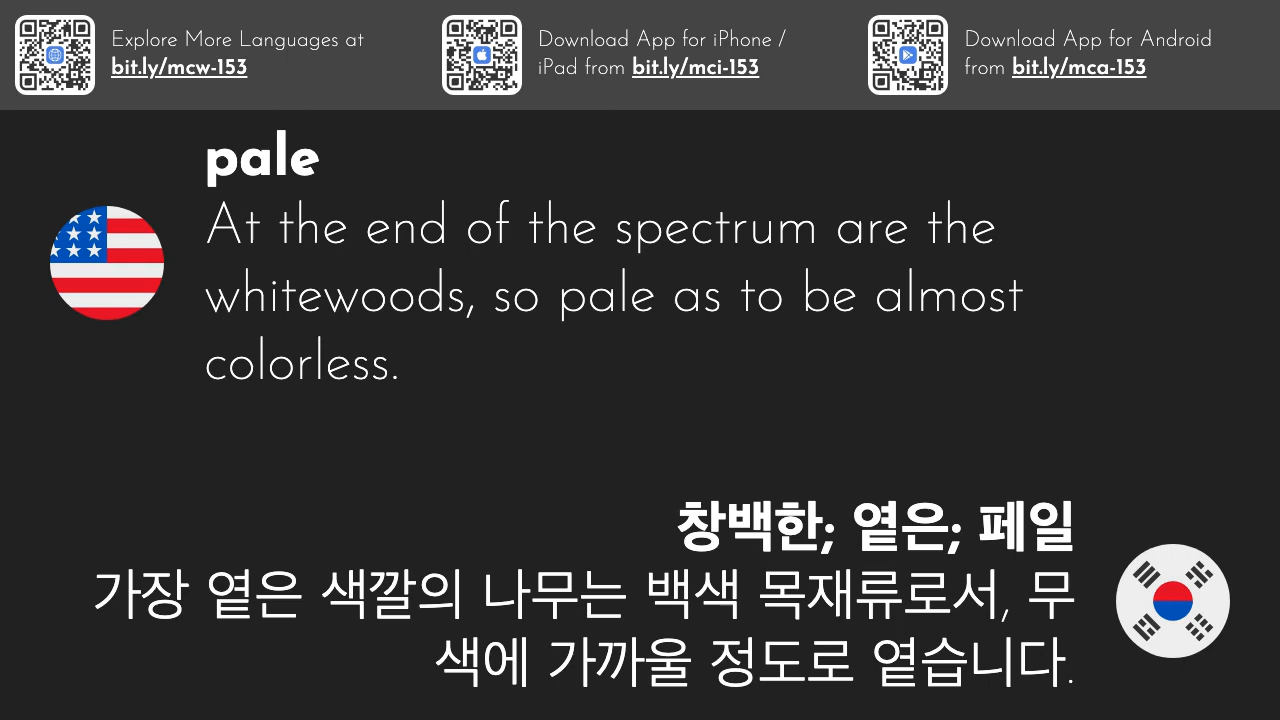 Explore More Languages at
bit.ly/mcw-153
Download App for iPhone /
iPad from bit.ly/mci-153
Download App for Android
from bit.ly/mca-153
pale
At the end of the spectrum are the
whitewoods, so pale as to be almost
colorless.
창백한; 옅은; 페일
가장 옅은 색깔의 나무는 백색 목재류로서, 무
색에 가까울 정도로 옅습니다.